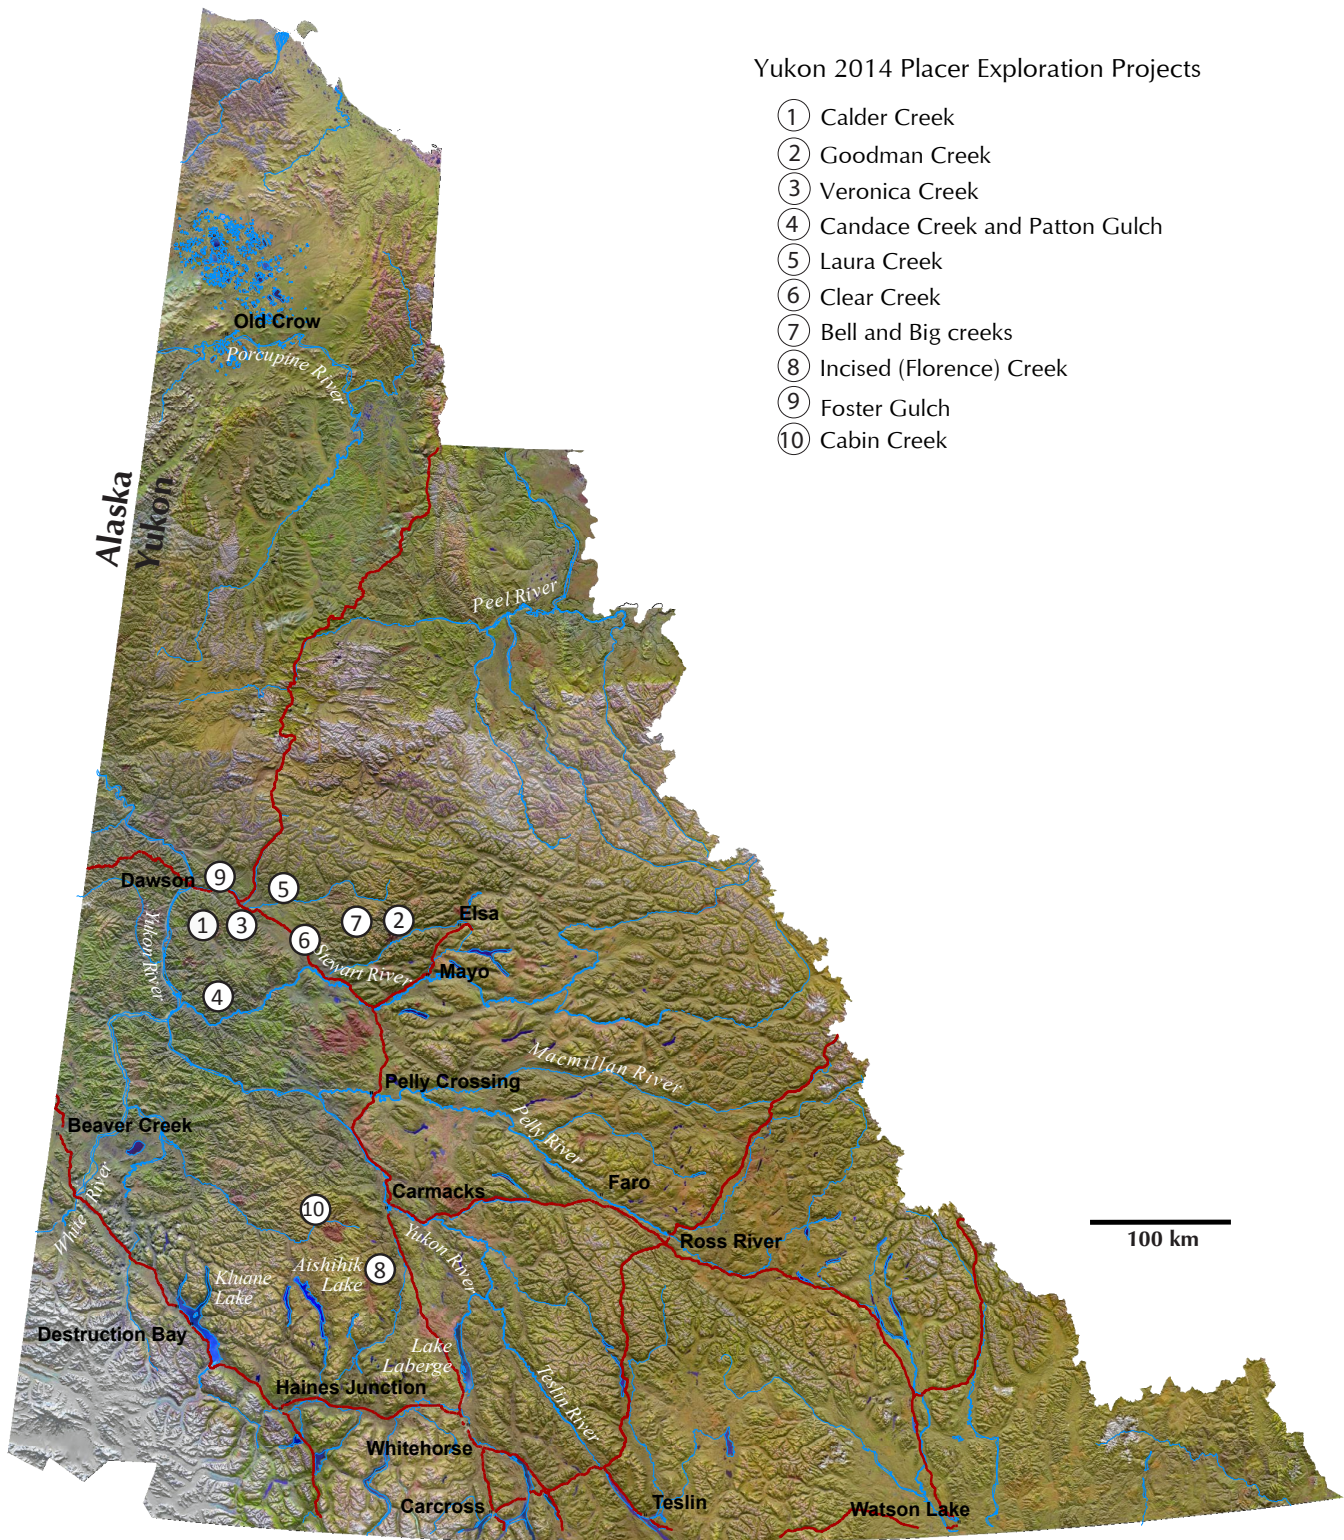 Yukon 2014 Placer Exploration Projects
1 Calder Creek
2 Goodman Creek
3 Veronica Creek
4 Candace Creek and Patton Gulch
5 Laura Creek
6 Clear Creek
7 Bell and Big creeks
8 Incised (Florence) Creek
9 Foster Gulch
10 Cabin Creek
Old Crow
Porcupine River
Alaska
Yukon
Peel River
Dawson
9
5
1
3
7
2
Elsa
6
Yukon River
Stewart River
Mayo
4
Macmillan River
Pelly Crossing
Beaver Creek
Pelly River
White River
Carmacks
Faro
10
Yukon River
Ross River
100 km
Aishihik
Lake
8
Kluane
Lake
Destruction Bay
Lake
Laberge
Teslin River
Haines Junction
Whitehorse
Carcross
Teslin
Watson Lake